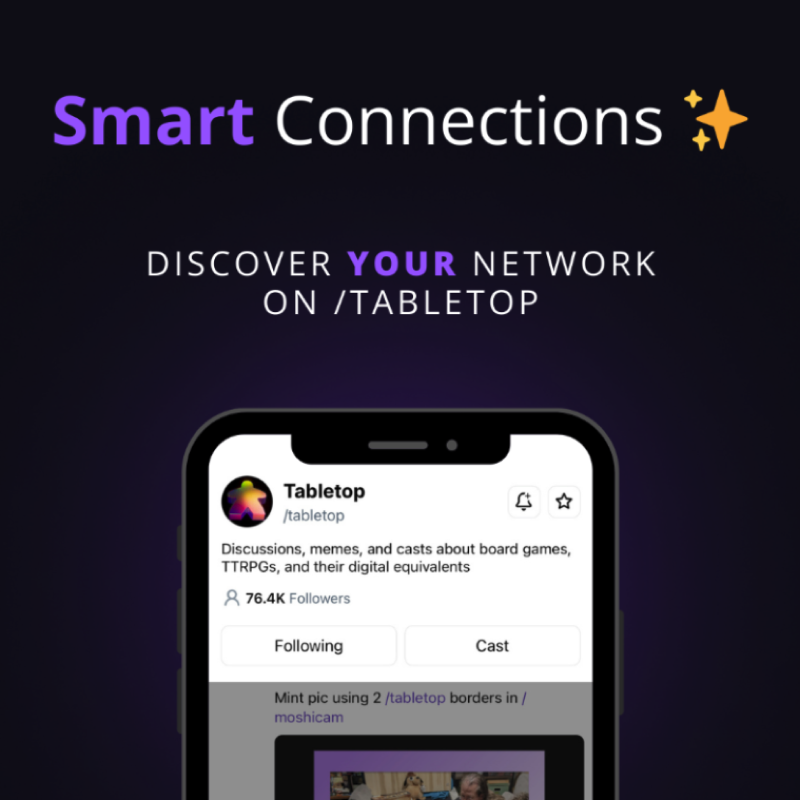 Smart Connections ✨
DISCOVER YOUR NETWORK
ON /TABLETOP
Tabletop
/tabletop
Discussions, memes, and casts about board games,
TTRPGs, and their digital equivalents
76.4K Followers
Following
Cast
Mint pic using 2 /tabletop borders in /
moshicam